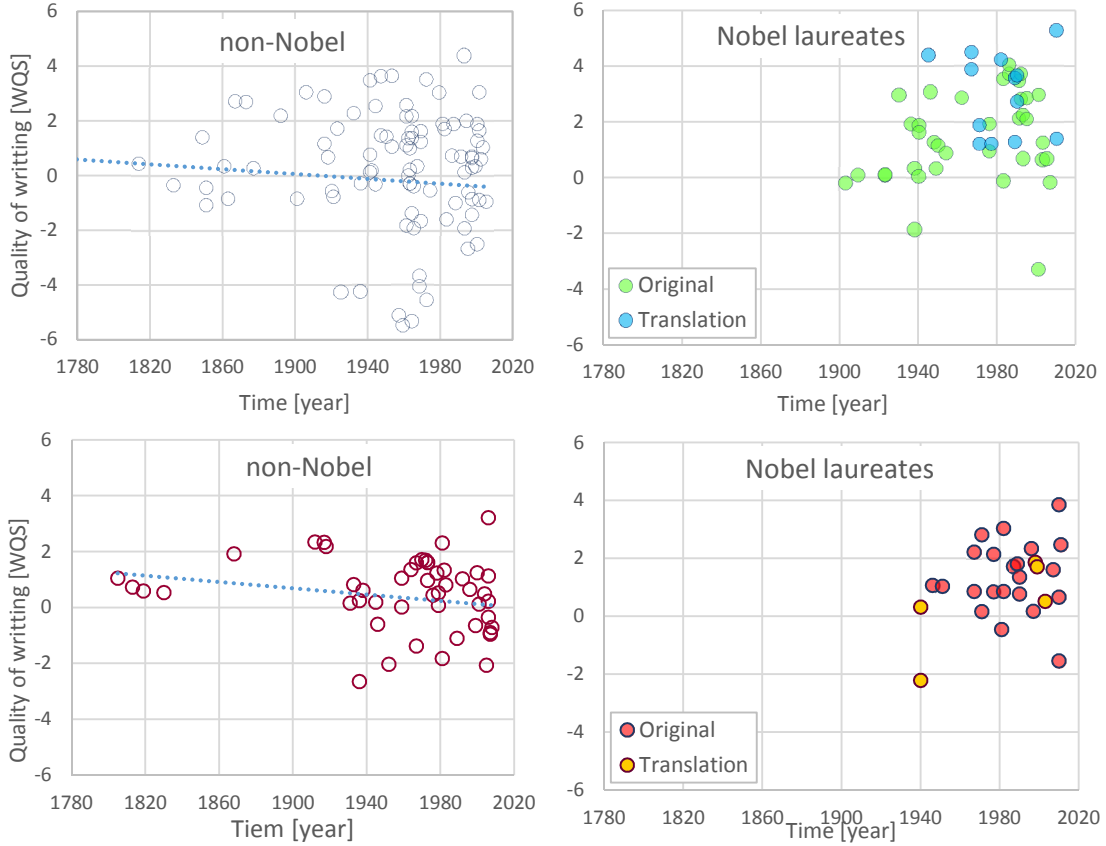 non-Nobel
Quality of writting [WQS]
6
4
2
0
-2
-4
-6
1780 1820 1860 1900 1940 1980 2020
Time [year]
Nobel laureates
6
4
2
0
-2
-4
-6
Original
Translation
1780 1820 1860 1900 1940 1980 2020
Time [year]
non-Nobel
Quality of writting [WQS]
6
4
2
0
-2
-4
-6
1780 1820 1860 1900 1940 1980 2020
Tiem [year]
Nobel laureates
6
4
2
0
-2
-4
-6
Original
Translation
1780 1820 1860 1900 1940 1980 2020
Time [year]